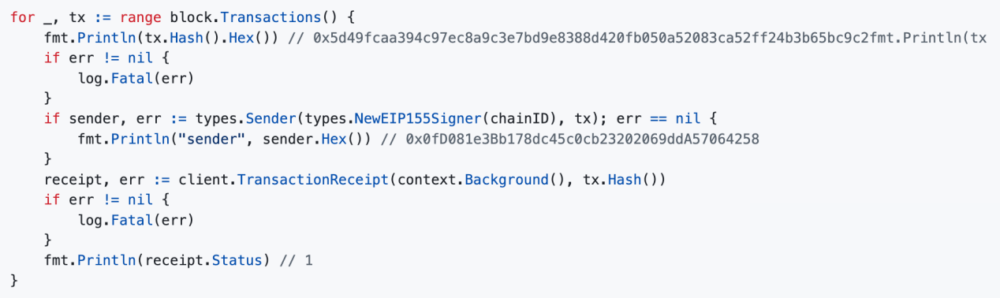 for _, tx := range block.Transactions() {
    fmt.Println(tx.Hash().Hex()) // 0x5d49fcaa394c97ec8a9c3e7bd9e8388d420fb050a52083ca52ff24b3b65bc9c2fmt.Println(tx
    if err != nil {
        log.Fatal(err)
    }
    if sender, err := types.Sender(types.NewEIP155Signer(chainID), tx); err == nil {
        fmt.Println("sender", sender.Hex()) // 0x0fD081e3Bb178dc45c0cb23202069ddA57064258
    }
    receipt, err := client.TransactionReceipt(context.Background(), tx.Hash())
    if err != nil {
        log.Fatal(err)
    }
    fmt.Println(receipt.Status) // 1
}